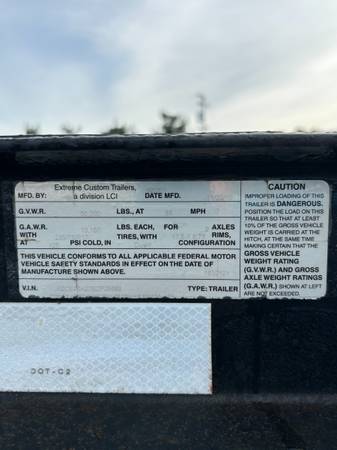 MFD. BY: Extreme Custom Trailers, a division LCI DATE MFD.
G.V.W.R. LBS., AT MPH
G.A.W.R. LBS. EACH, FOR AXLES
WITH TIRES, WITH RIMS,
AT PSI COLD, IN CONFIGURATION
THIS VEHICLE CONFORMS TO ALL APPLICABLE FEDERAL MOTOR
VEHICLE SAFETY STANDARDS IN EFFECT ON THE DATE OF
MANUFACTURE SHOWN ABOVE.
V.I.N. TYPE: TRAILER
CAUTION
IMPROPER LOADING OF THIS
TRAILER IS DANGEROUS.
POSITION THE LOAD ON THIS
TRAILER SO THAT AT LEAST
10% OF THE GROSS VEHICLE
WEIGHT IS CARRIED AT THE
HITCH, AT THE SAME TIME
MAKING CERTAIN THAT THE
GROSS VEHICLE
WEIGHT RATING
(G.V.W.R.) AND GROSS
AXLE WEIGHT RATING
(G.A.W.R.) SHOWN AT LEFT
ARE NOT EXCEEDED.
DOT-C2